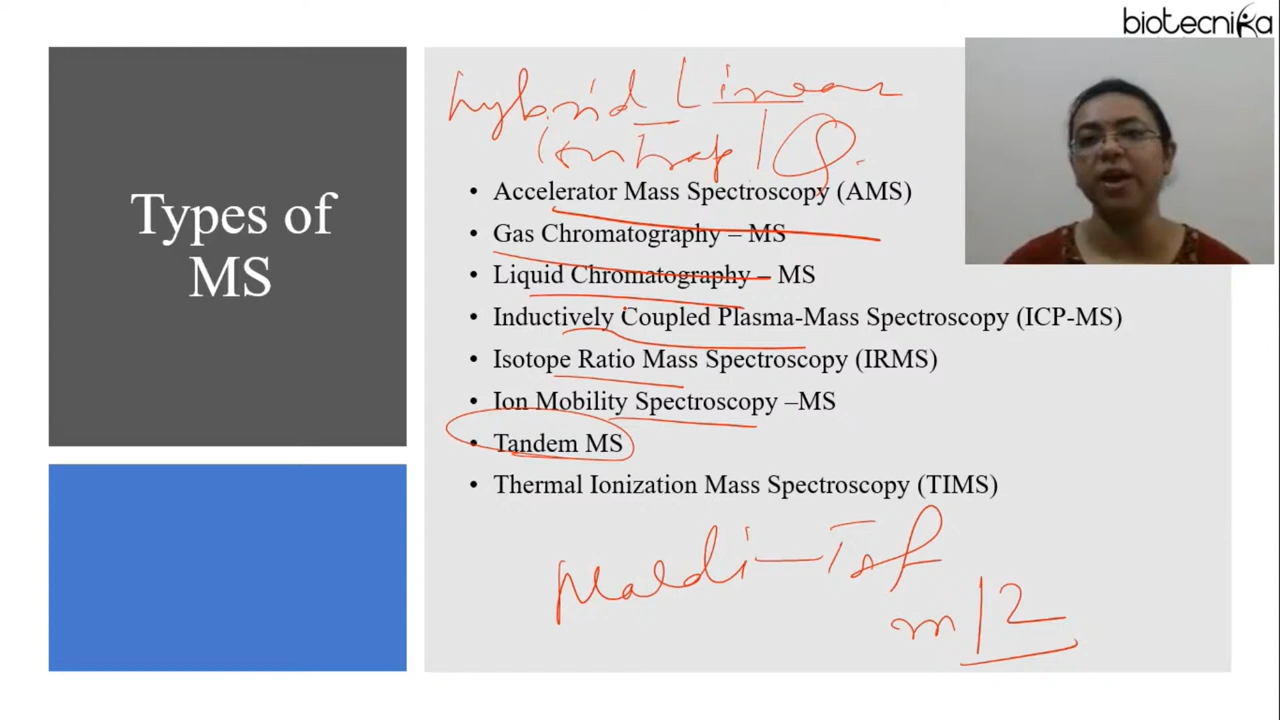 biotecnika
Types of
MS
hybrid Linear
Ion trap / Q.
• Accelerator Mass Spectroscopy (AMS)
• Gas Chromatography – MS
• Liquid Chromatography – MS
• Inductively Coupled Plasma-Mass Spectroscopy (ICP-MS)
• Isotope Ratio Mass Spectroscopy (IRMS)
• Ion Mobility Spectroscopy –MS
• Tandem MS
• Thermal Ionization Mass Spectroscopy (TIMS)
Maldi-Tof
m/z